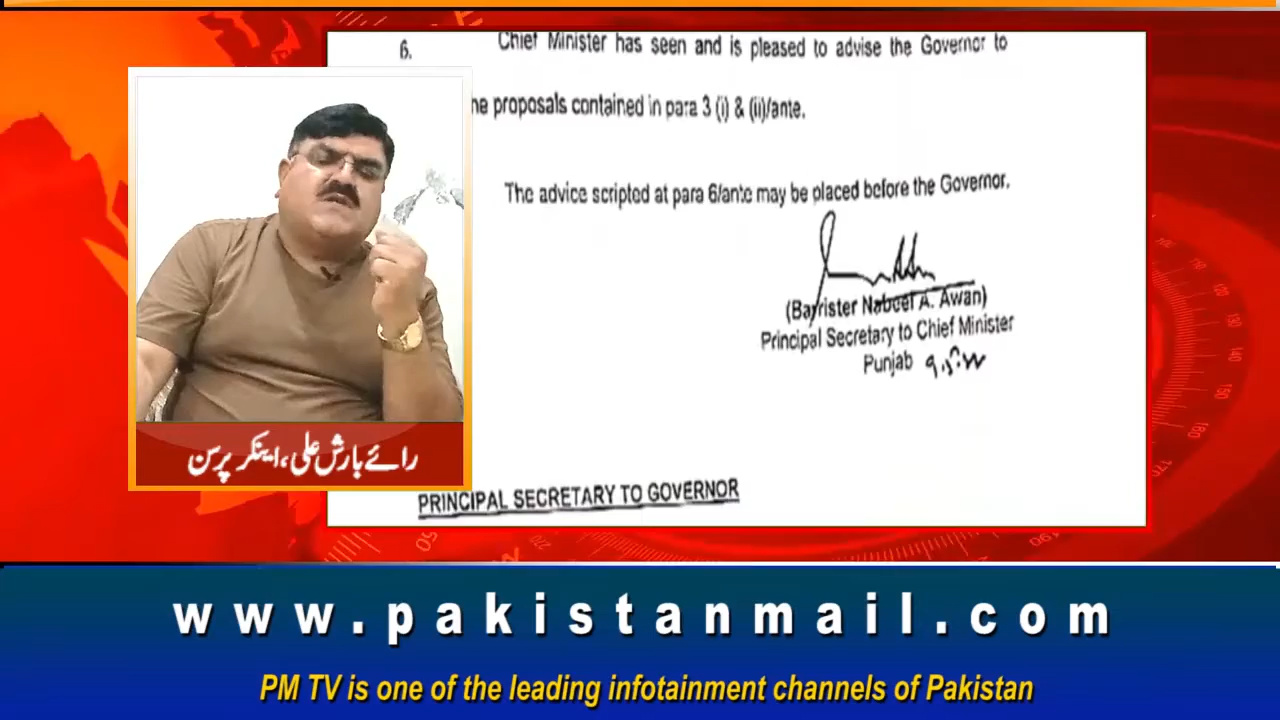 6. Chief Minister has seen and is pleased to advise the Governor to
proposals contained in para 3 (i) & (ii)/ante.
The advice scripted at para 6/ante may be placed before the Governor.
(Barrister Nabeel A. Awan)
Principal Secretary to Chief Minister
Punjab
PRINCIPAL SECRETARY TO GOVERNOR
رائے بارش علی، اینکر پرسن
www.pakistanmail.com
PM TV is one of the leading infotainment channels of Pakistan